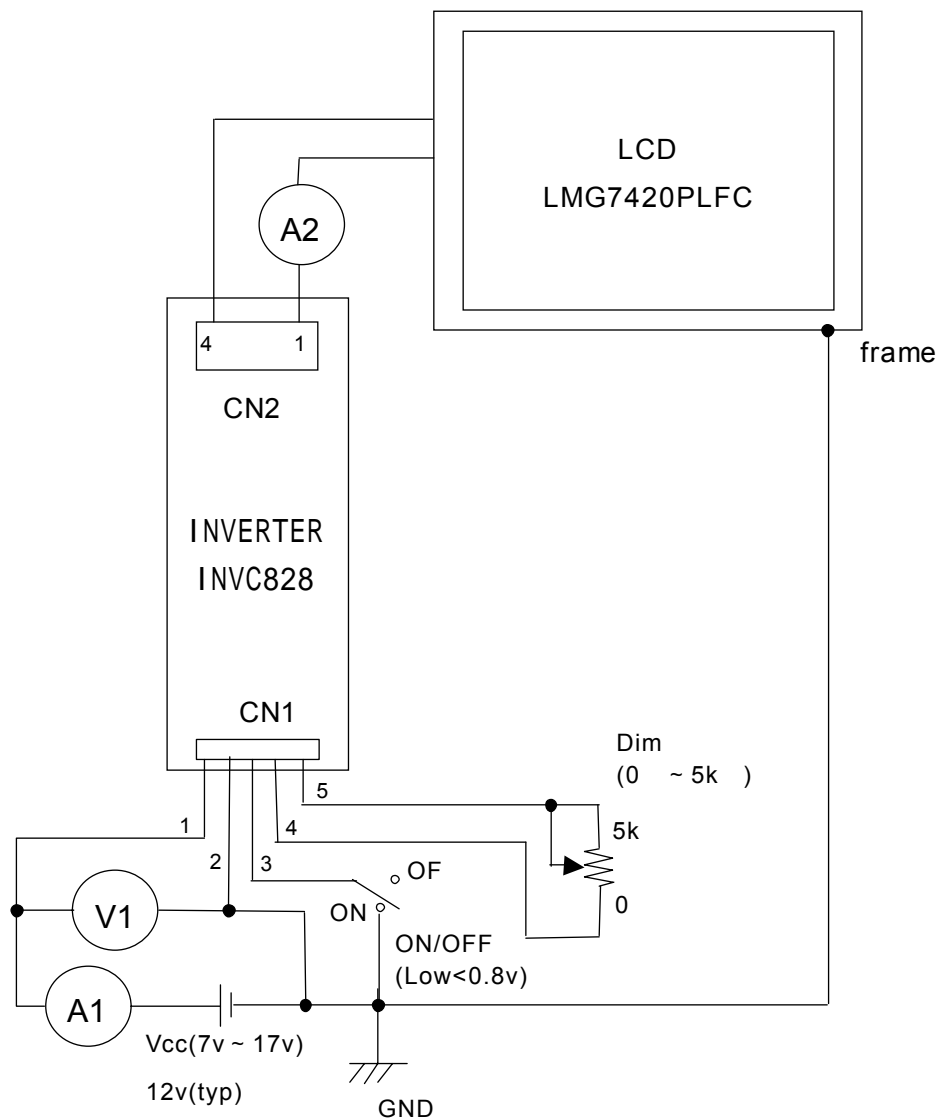 LCD
LMG7420PLFC
A2
4 1
frame
CN2
INVERTER
INVC828
CN1
Dim
(0 ~ 5k )
5
1
4
5k
2
3
OF
0
V1
ON
ON/OFF
(Low<0.8v)
A1
Vcc(7v ~ 17v)
12v(typ)
GND